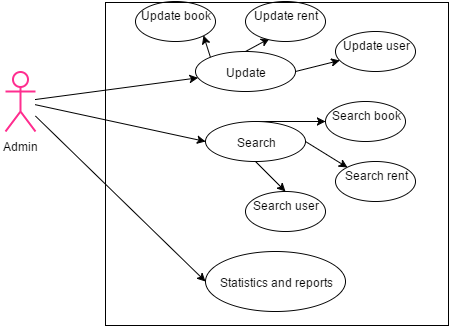 Update book
Update rent
Update user
Update
Search book
Search
Admin
Search rent
Search user
Statistics and reports